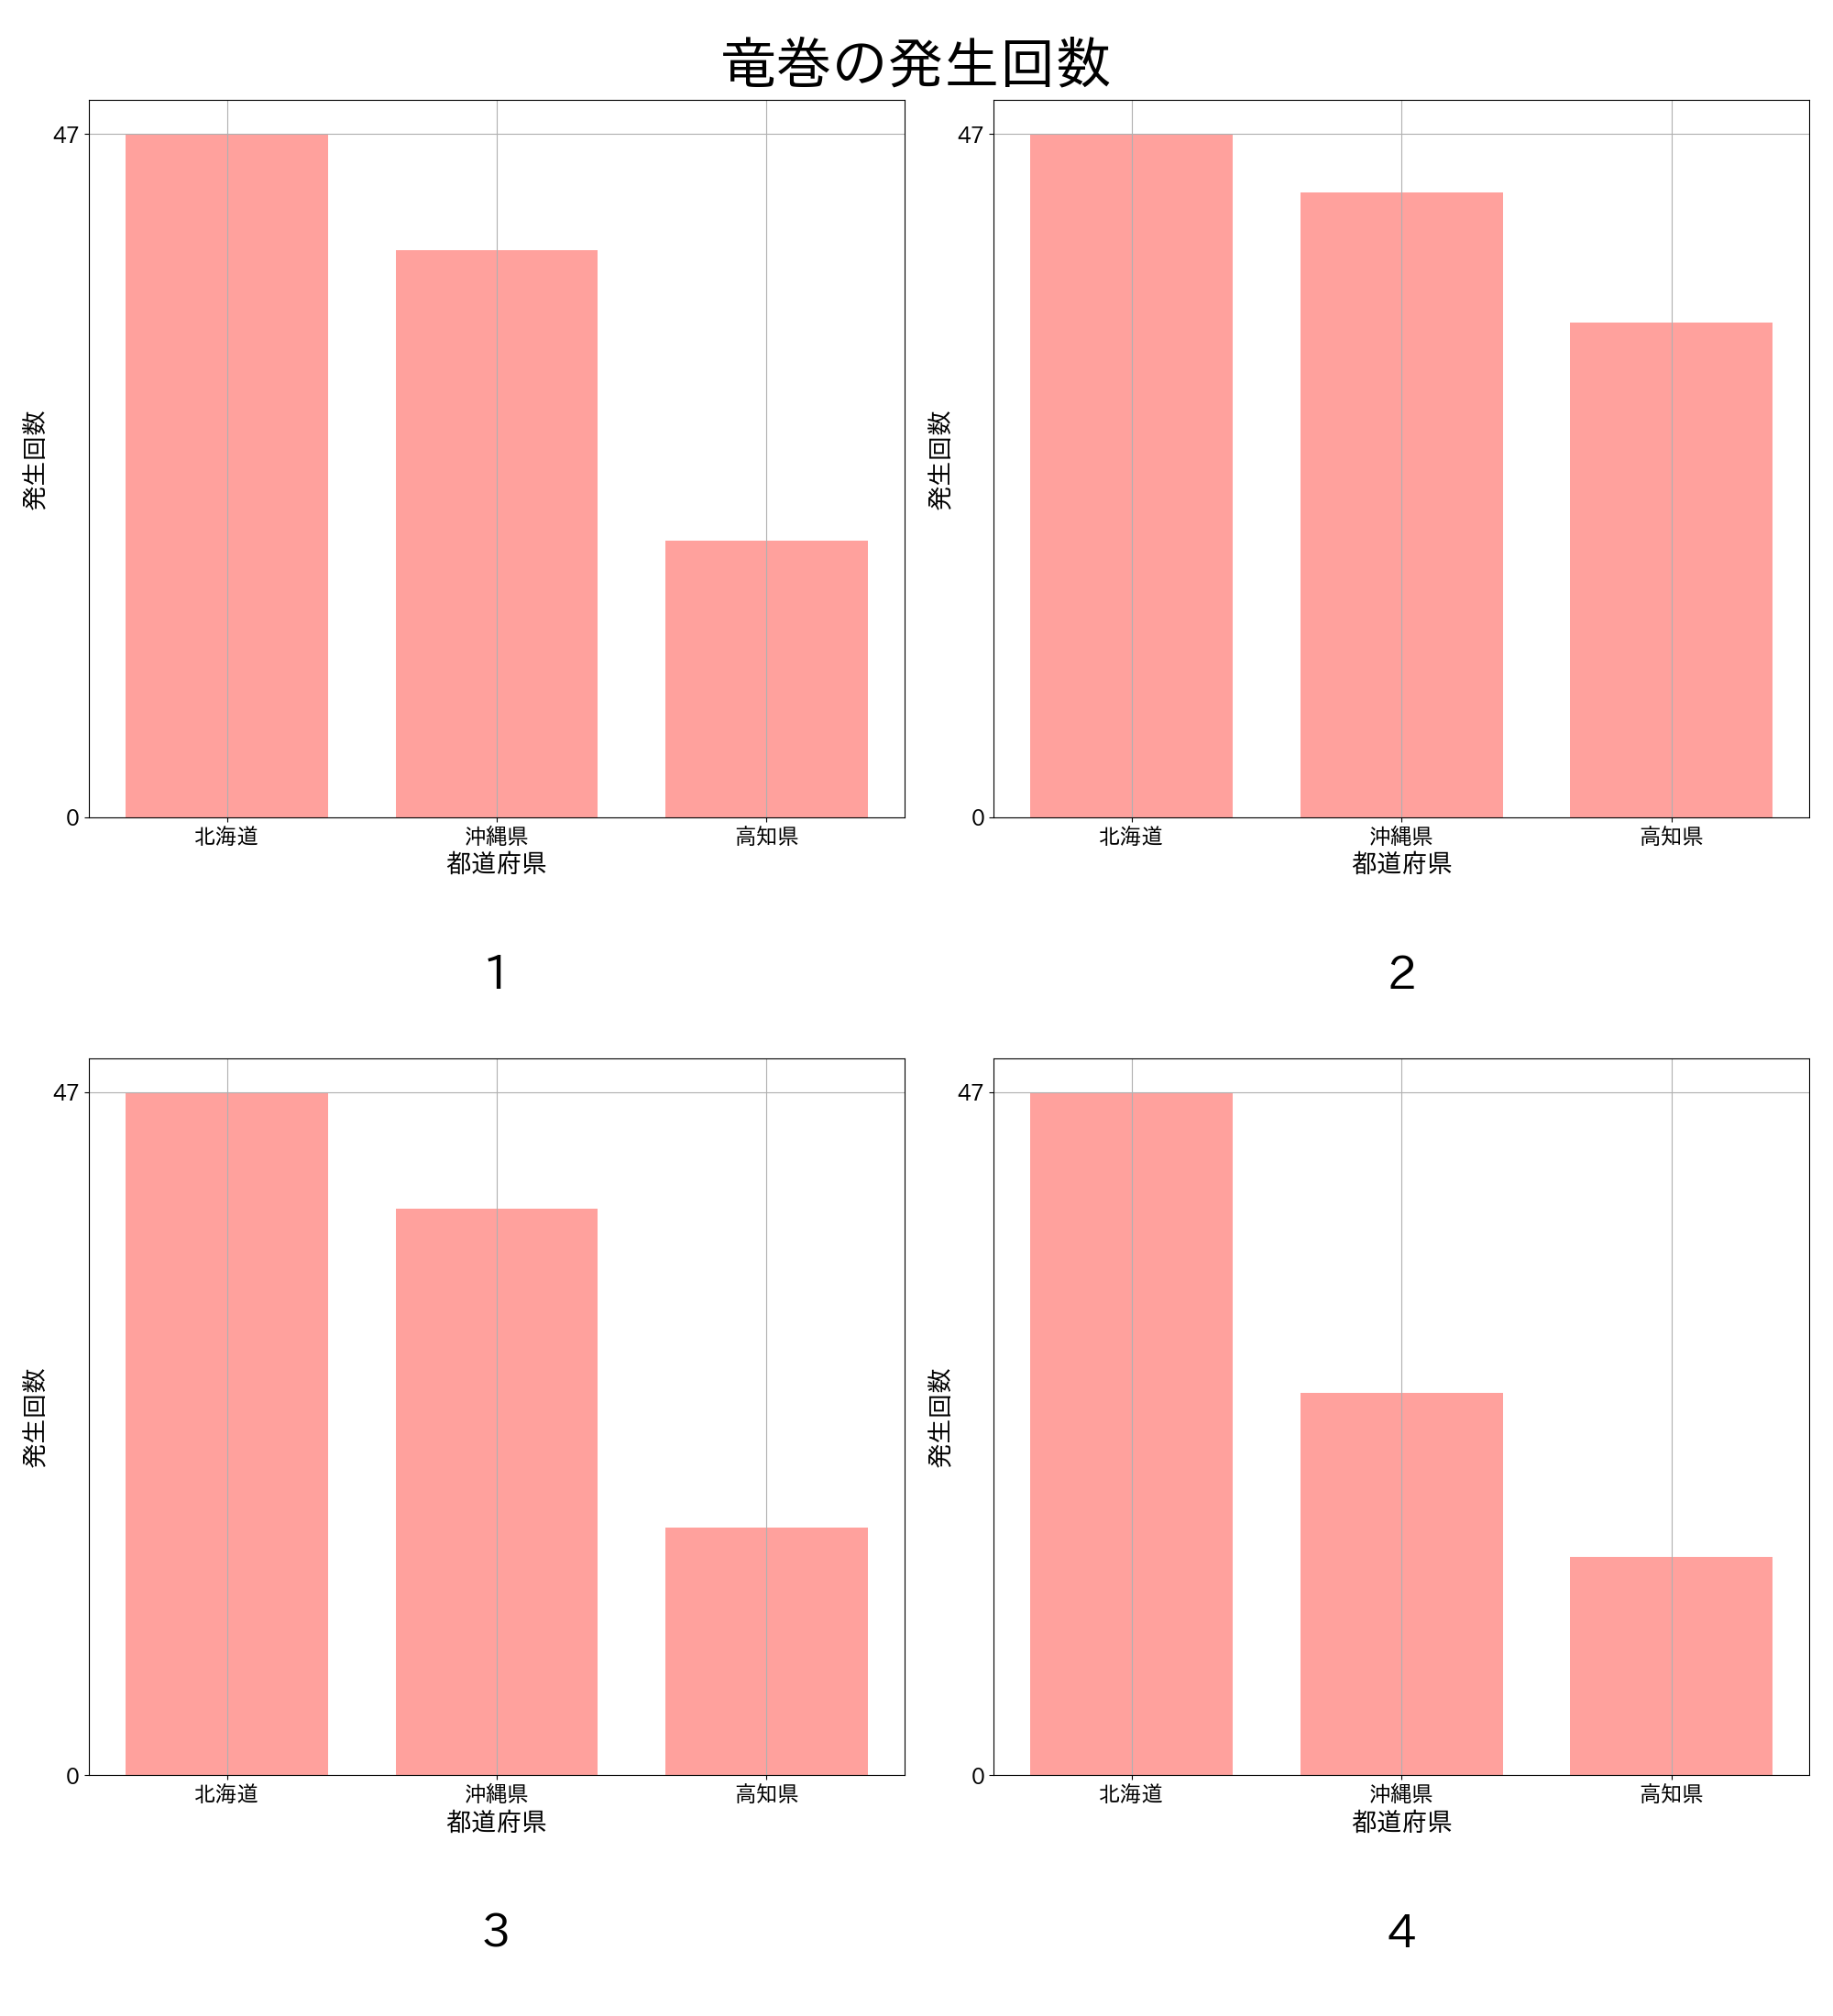 竜巻の発生回数
47
0
発生回数
北海道 沖縄県 高知県
都道府県
1
47
0
発生回数
北海道 沖縄県 高知県
都道府県
2
47
0
発生回数
北海道 沖縄県 高知県
都道府県
3
47
0
発生回数
北海道 沖縄県 高知県
都道府県
4